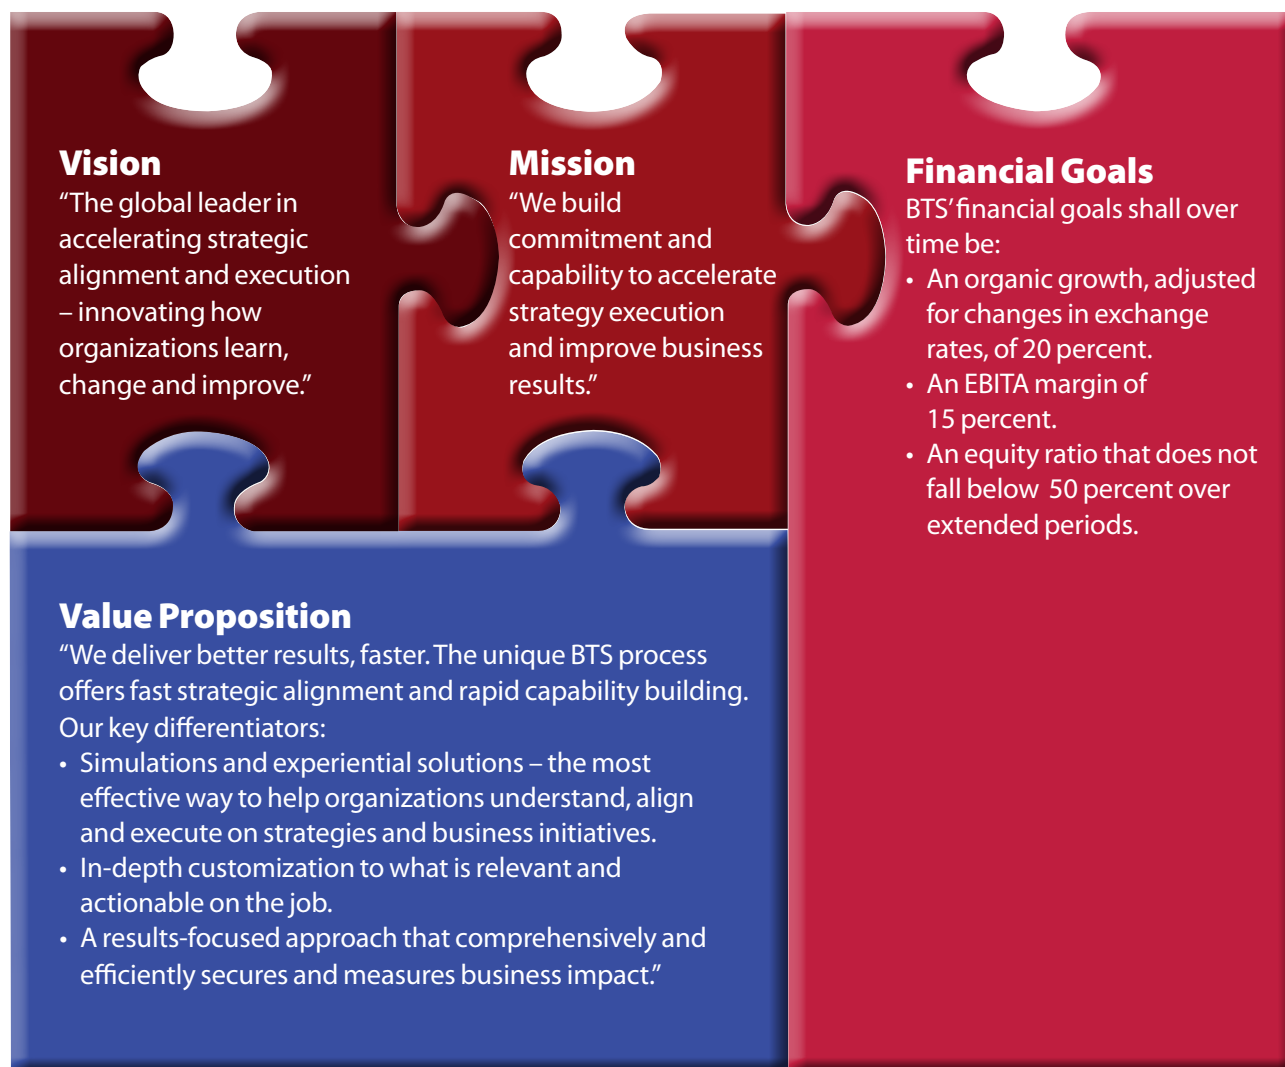 Vision
“The global leader in
accelerating strategic
alignment and execution
– innovating how
organizations learn,
change and improve.”
Mission
“We build
commitment and
capability to accelerate
strategy execution
and improve business
results.”
Financial Goals
BTS’ financial goals shall over
time be:
• An organic growth, adjusted
for changes in exchange
rates, of 20 percent.
• An EBITA margin of
15 percent.
• An equity ratio that does not
fall below 50 percent over
extended periods.
Value Proposition
“We deliver better results, faster. The unique BTS process
offers fast strategic alignment and rapid capability building.
Our key differentiators:
• Simulations and experiential solutions – the most
effective way to help organizations understand, align
and execute on strategies and business initiatives.
• In-depth customization to what is relevant and
actionable on the job.
• A results-focused approach that comprehensively and
efficiently secures and measures business impact.”